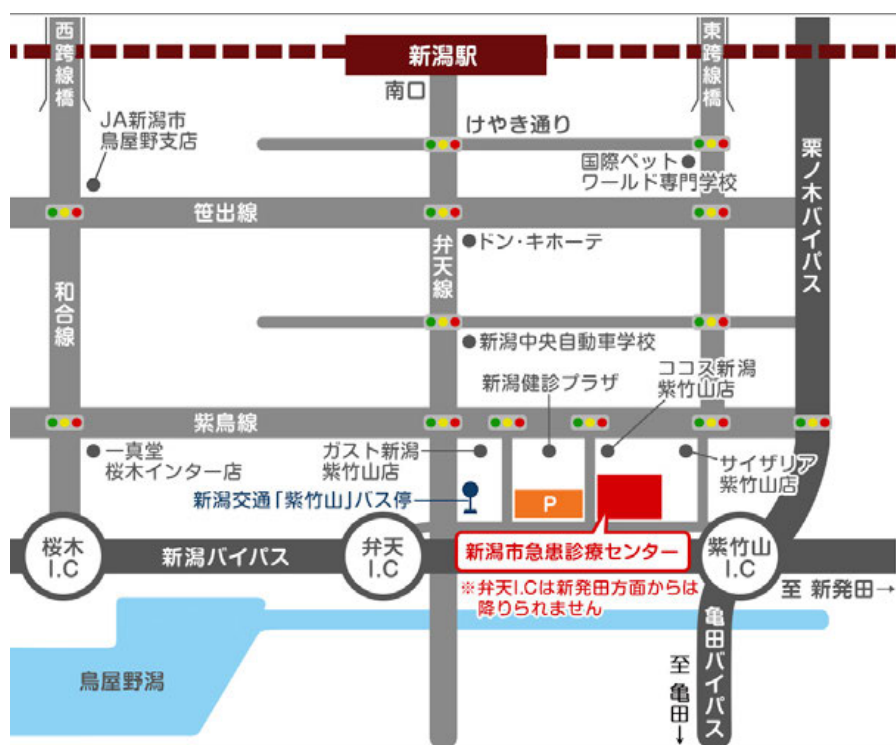 西跨線橋
新潟駅
東跨線橋
南口
JA新潟市
鳥屋野支店
けやき通り
国際ペット
ワールド専門学校
栗ノ木バイパス
笹出線
弁天線
ドン・キホーテ
和合線
新潟中央自動車学校
新潟健診プラザ
ココス新潟
紫竹山店
紫鳥線
一真堂
桜木インター店
ガスト新潟
紫竹山店
サイザリア
紫竹山店
新潟交通「紫竹山」バス停
P
桜木
I.C
新潟バイパス
弁天
I.C
新潟市急患診療センター
紫竹山
I.C
※弁天I.Cは新発田方面からは
降りられません
至 新発田→
亀田バイパス
至 亀田→
鳥屋野潟